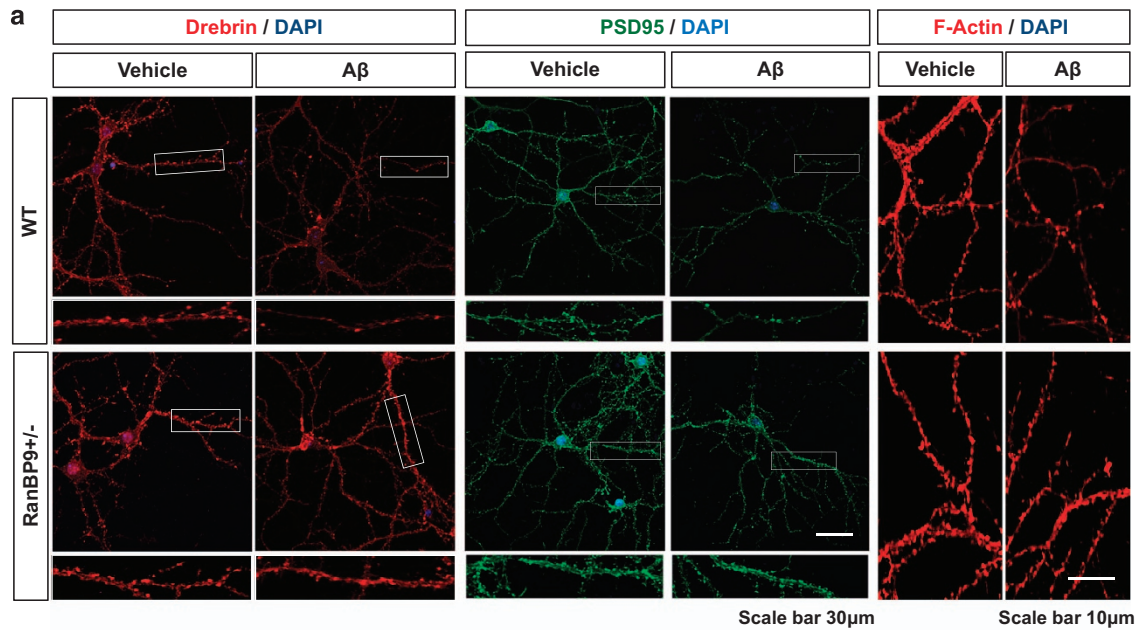 a
Drebrin / DAPI
PSD95 / DAPI
F-Actin / DAPI
Vehicle
Aβ
Vehicle
Aβ
Vehicle
Aβ
WT
RanBP9+/-
Scale bar 30μm
Scale bar 10μm